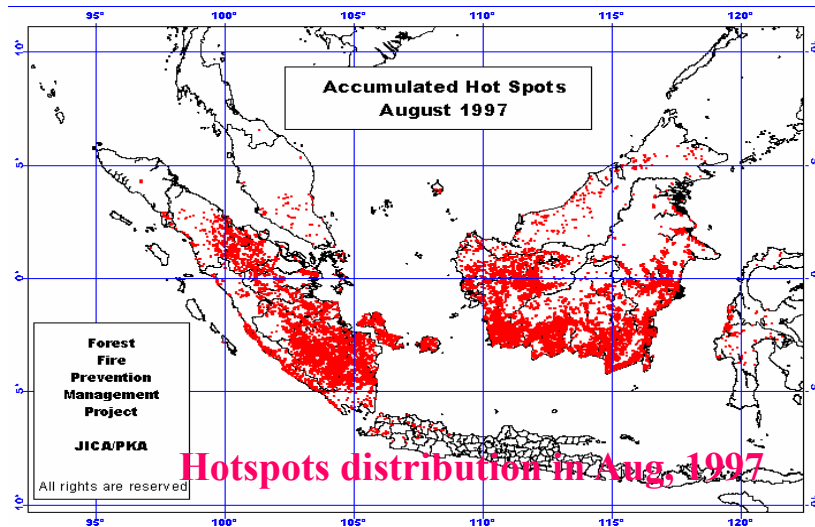 95° 100° 105° 110° 115° 120°
10°
Accumulated Hot Spots
August 1997
5°
0°
Forest
Fire
Prevention
Management
Project
JICA/PKA
All rights are reserved
5°
Hotspots distribution in Aug, 1997
10°
95° 100° 105° 110° 115° 120°